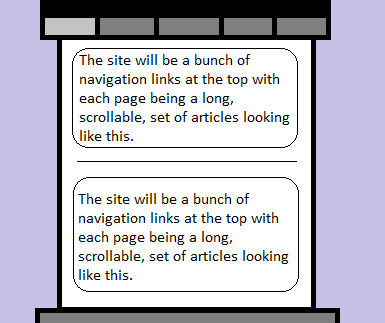 The site will be a bunch of
navigation links at the top with
each page being a long,
scrollable, set of articles looking
like this.
The site will be a bunch of
navigation links at the top with
each page being a long,
scrollable, set of articles looking
like this.